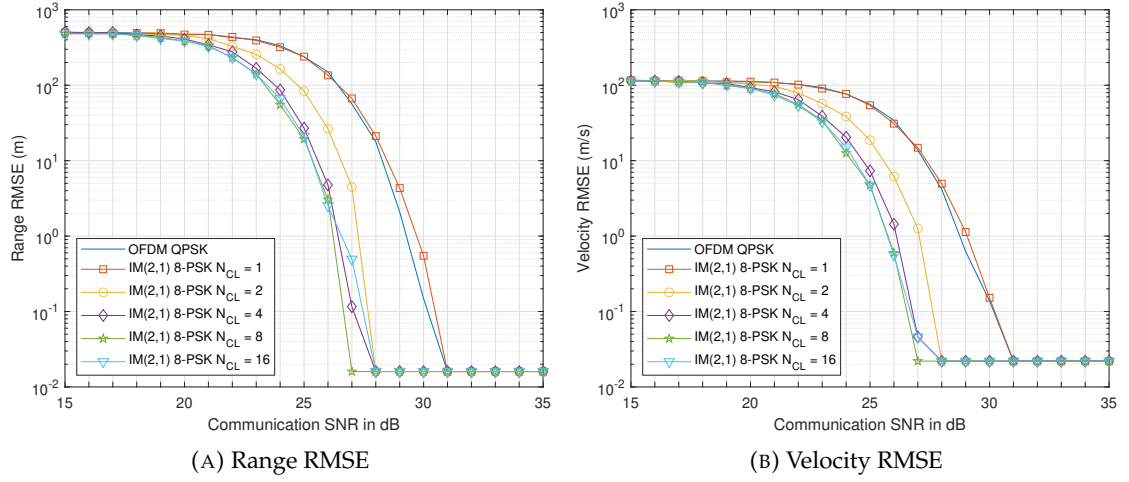 10^3
10^2
10^1
10^0
10^-1
10^-2
Range RMSE (m)
OFDM QPSK
IM(2,1) 8-PSK N_CL = 1
IM(2,1) 8-PSK N_CL = 2
IM(2,1) 8-PSK N_CL = 4
IM(2,1) 8-PSK N_CL = 8
IM(2,1) 8-PSK N_CL = 16
15 20 25 30 35
Communication SNR in dB
(A) Range RMSE
10^3
10^2
10^1
10^0
10^-1
10^-2
Velocity RMSE (m/s)
OFDM QPSK
IM(2,1) 8-PSK N_CL = 1
IM(2,1) 8-PSK N_CL = 2
IM(2,1) 8-PSK N_CL = 4
IM(2,1) 8-PSK N_CL = 8
IM(2,1) 8-PSK N_CL = 16
15 20 25 30 35
Communication SNR in dB
(B) Velocity RMSE